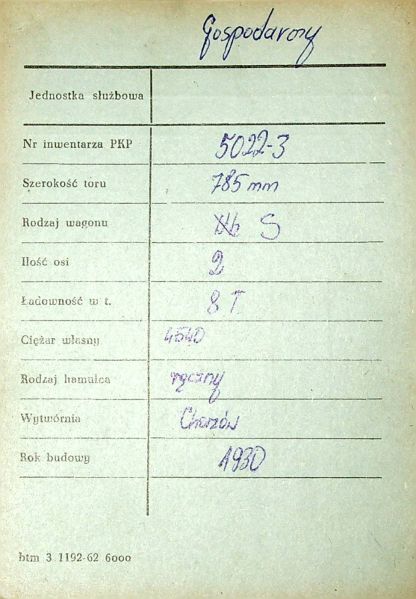 Gospodarczy
Jednostka służbowa
Nr inwentarza PKP 5022-3
Szerokość toru 785 mm
Rodzaj wagonu S
Ilość osi 2
Ładowność w t. 8 T
Ciężar własny 4540
Rodzaj hamulca ręczny
Wytwórnia Chorzów
Rok budowy 1930
btm 3 1192-62 6000